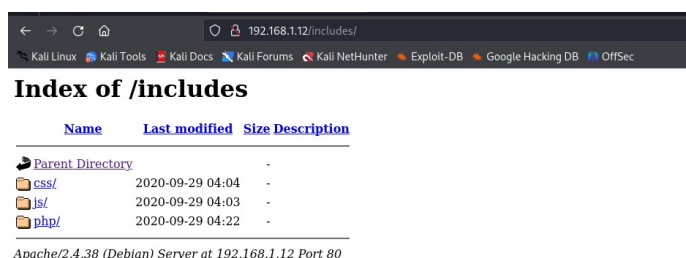 192.168.1.12/includes/
Kali Linux Kali Tools Kali Docs Kali Forums Kali NetHunter Exploit-DB Google Hacking DB OffSec
Index of /includes
Name Last modified Size Description
Parent Directory -
css/ 2020-09-29 04:04 -
js/ 2020-09-29 04:03 -
php/ 2020-09-29 04:22 -
Apache/2.4.38 (Debian) Server at 192.168.1.12 Port 80